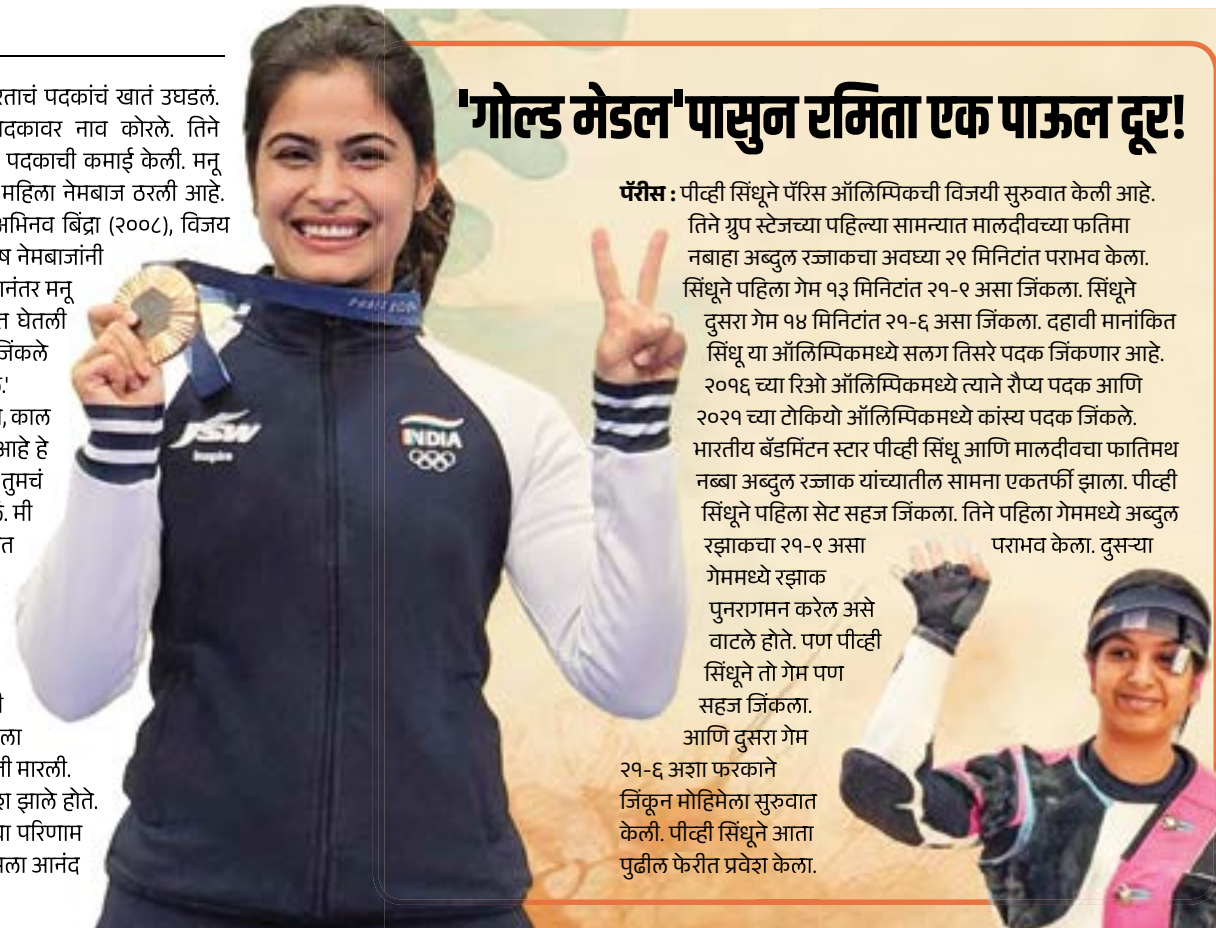 पदकांचं खातं उघडलं.
नाव कोरले. तिने
पदकाची कमाई केली. मनू
महिला नेमबाज ठरली आहे.
अभिनव बिंद्रा (२००८), विजय
नेमबाजांनी
मनू
घेतली
जिंकले
काल
आहे हे
तुमचं
मी
मारली.
झाले होते.
परिणाम
आनंद
PARIS 202
JSW
Inspire
INDIA
'गोल्ड मेडल'पासुन रमिता एक पाऊल दूर!
पॅरीस : पीव्ही सिंधूने पॅरिस ऑलिम्पिकची विजयी सुरुवात केली आहे.
तिने ग्रुप स्टेजच्या पहिल्या सामन्यात मालदीवच्या फतिमा
नबाहा अब्दुल रज्जाकचा अवघ्या २९ मिनिटांत पराभव केला.
सिंधूने पहिला गेम १३ मिनिटांत २१-९ असा जिंकला. सिंधूने
दुसरा गेम १४ मिनिटांत २१-६ असा जिंकला. दहावी मानांकित
सिंधू या ऑलिम्पिकमध्ये सलग तिसरे पदक जिंकणार आहे.
२०१६ च्या रिओ ऑलिम्पिकमध्ये त्याने रौप्य पदक आणि
२०२१ च्या टोकियो ऑलिम्पिकमध्ये कांस्य पदक जिंकले.
भारतीय बॅडमिंटन स्टार पीव्ही सिंधू आणि मालदीवचा फातिमथ
नब्बा अब्दुल रज्जाक यांच्यातील सामना एकतर्फी झाला. पीव्ही
सिंधूने पहिला सेट सहज जिंकला. तिने पहिला गेममध्ये अब्दुल
रझाकचा २१-९ असा पराभव केला. दुसऱ्या
गेममध्ये रझाक
पुनरागमन करेल असे
वाटले होते. पण पीव्ही
सिंधूने तो गेम पण
सहज जिंकला.
आणि दुसरा गेम
२१-६ अशा फरकाने
जिंकून मोहिमेला सुरुवात
केली. पीव्ही सिंधूने आता
पुढील फेरीत प्रवेश केला.